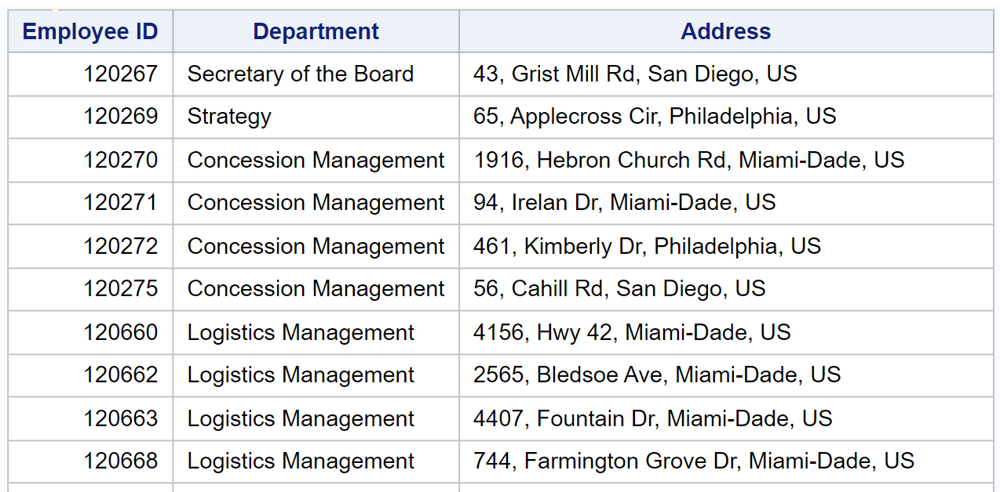 Employee ID Department Address
120267 Secretary of the Board 43, Grist Mill Rd, San Diego, US
120269 Strategy 65, Applecross Cir, Philadelphia, US
120270 Concession Management 1916, Hebron Church Rd, Miami-Dade, US
120271 Concession Management 94, Irelan Dr, Miami-Dade, US
120272 Concession Management 461, Kimberly Dr, Philadelphia, US
120275 Concession Management 56, Cahill Rd, San Diego, US
120660 Logistics Management 4156, Hwy 42, Miami-Dade, US
120662 Logistics Management 2565, Bledsoe Ave, Miami-Dade, US
120663 Logistics Management 4407, Fountain Dr, Miami-Dade, US
120668 Logistics Management 744, Farmington Grove Dr, Miami-Dade, US